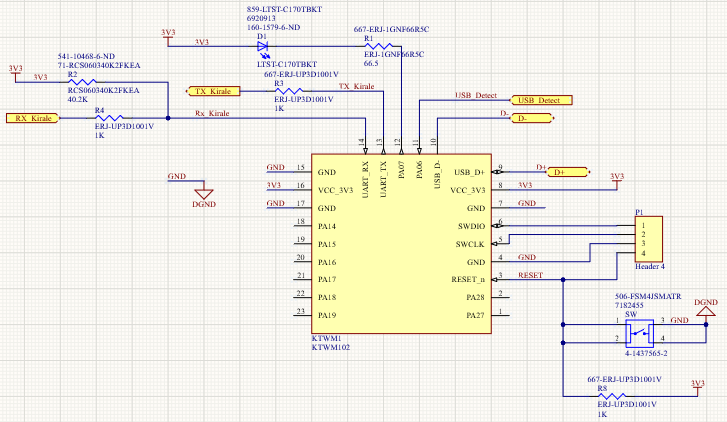 859-LTST-C170TBKT
6920913
160-1579-6-ND
D1
LTST-C170TBKT
3V3
3V3
667-ERJ-1GNF66R5C
R1
ERJ-1GNF66R5C
66.5
541-10468-6-ND
71-RCS060340K2FKEA
R2
RCS060340K2FKEA
40.2K
3V3
3V3
667-ERJ-UP3D1001V
R3
ERJ-UP3D1001V
1K
TX_Kirale
TX_Kirale
RX_Kirale
R4
ERJ-UP3D1001V
1K
Rx_Kirale
USB_Detect
USB_Detect
D-
D-
14
13
12
11
10
UART_RX
UART_TX
PA07
PA06
USB_D-
GND
15
GND
3V3
16
VCC_3V3
GND
17
GND
18
PA14
19
PA15
20
PA16
21
PA17
22
PA18
23
PA19
USB_D+
9
D+
D+
VCC_3V3
8
3V3
3V3
GND
7
GND
SWDIO
6
SWCLK
5
GND
4
GND
RESET_n
3
RESET
PA28
2
PA27
1
KTWM1
KTWM102
GND
DGND
P1
1
2
3
4
Header 4
506-FSM4JSMATR
7182455
SW
1
2
3
4
GND
DGND
4-1437565-2
667-ERJ-UP3D1001V
R8
ERJ-UP3D1001V
1K
3V3